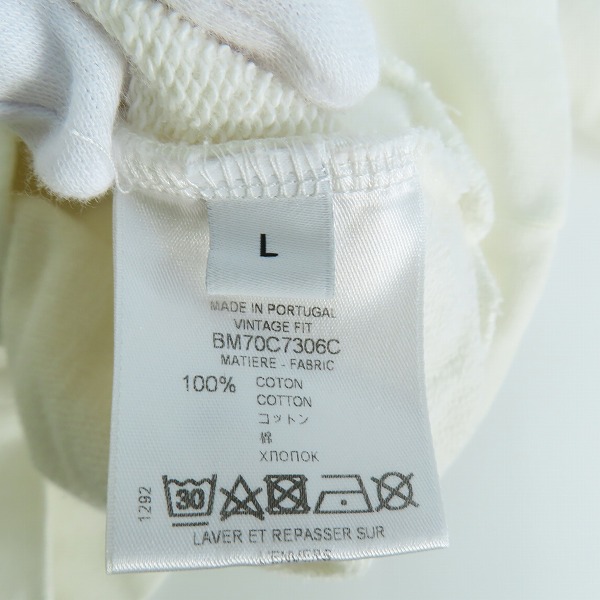 L
MADE IN PORTUGAL
VINTAGE FIT
BM70C7306C
MATIERE - FABRIC
100% COTON
COTTON
コットン
棉
ХЛОПОК
30
1292
LAVER ET REPASSER SUR
L'ENVERS